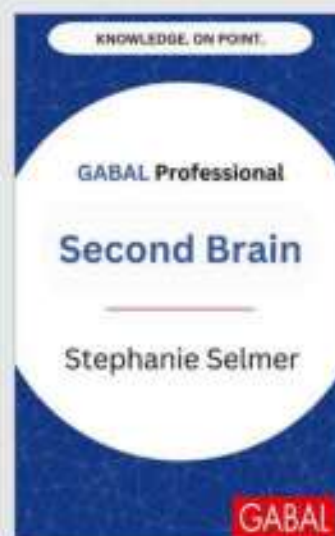 KNOWLEDGE. ON POINT.
GABAL Professional
Second Brain
Stephanie Selmer
GABAL